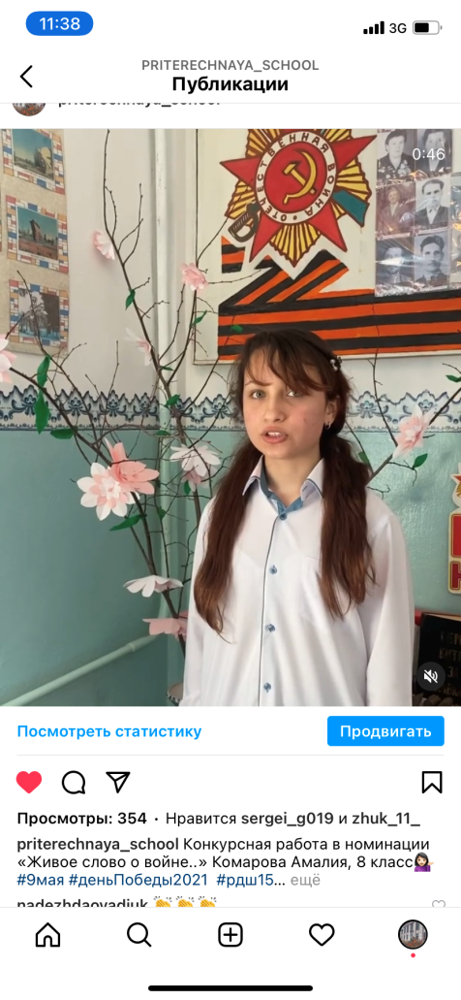 11:38
3G
PRITERECHNAYA_SCHOOL
Публикации
priterechnaya_school
0:46
ОТЕЧЕСТВЕННАЯ ВОЙНА
Посмотреть статистику
Продвигать
Просмотры: 354 · Нравится sergei_g019 и zhuk_11_
priterechnaya_school Конкурсная работа в номинации
«Живое слово о войне..» Комарова Амалия, 8 класс💁🏻‍♀️
#9мая #деньПобеды2021 #рдш15... ещё
nadezhdaovadiuk 👏👏👏